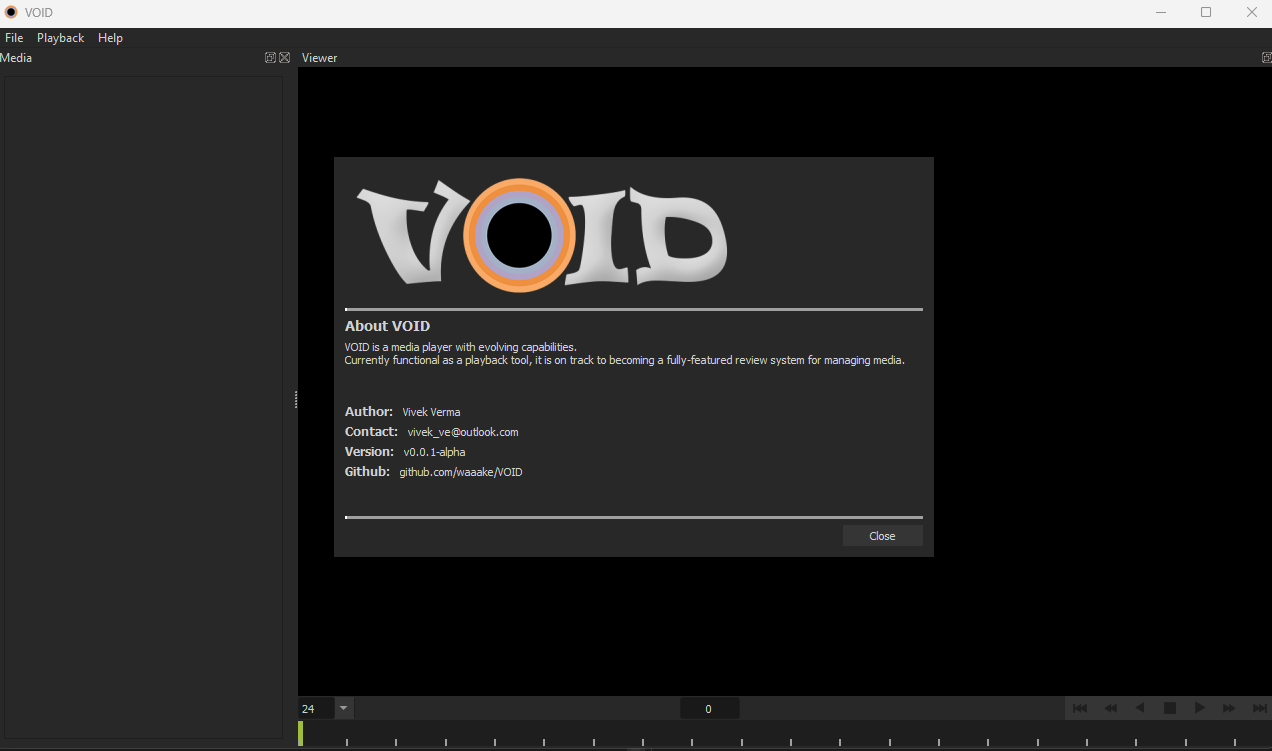 VOID
File Playback Help
Media
Viewer
VOID
About VOID
VOID is a media player with evolving capabilities.
Currently functional as a playback tool, it is on track to becoming a fully-featured review system for managing media.
Author: Vivek Verma
Contact: vivek_ve@outlook.com
Version: v0.0.1-alpha
Github: github.com/waaake/VOID
Close
24
0